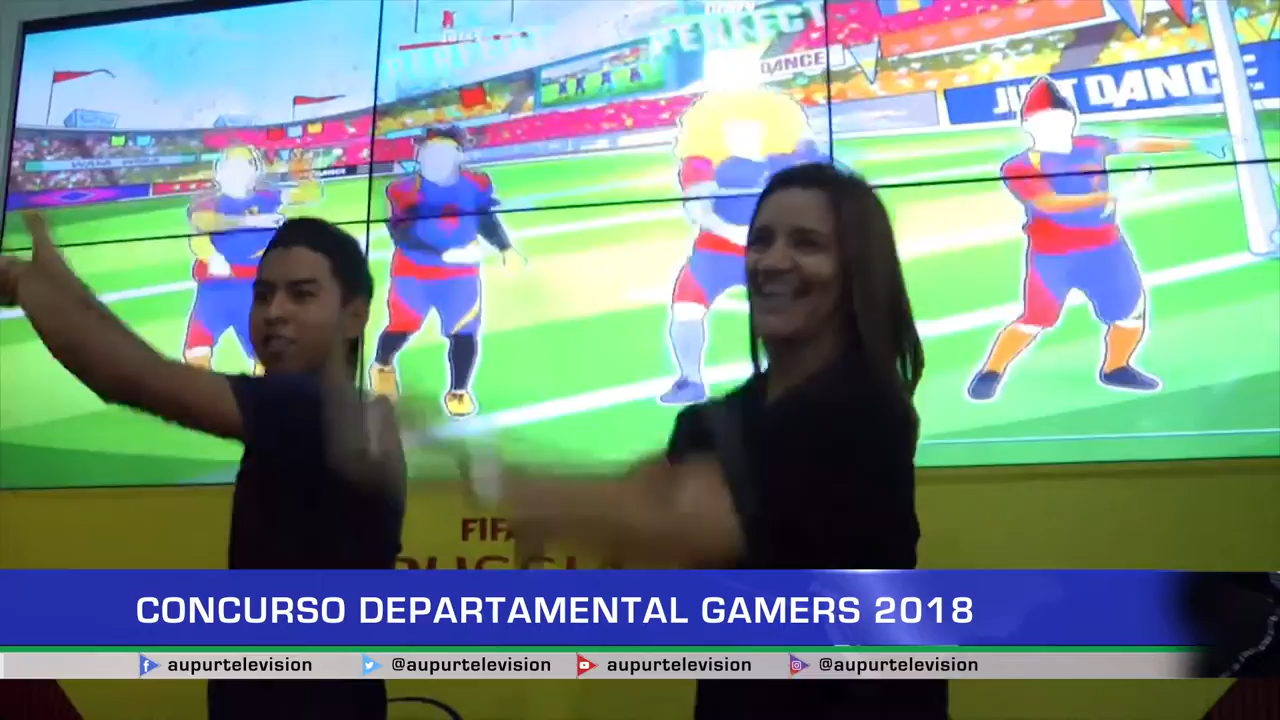 PERFECT
DANCE
JUST DANCE
FIFA
CONCURSO DEPARTAMENTAL GAMERS 2018
aupurtelevision
@aupurtelevision
aupurtelevision
@aupurtelevision